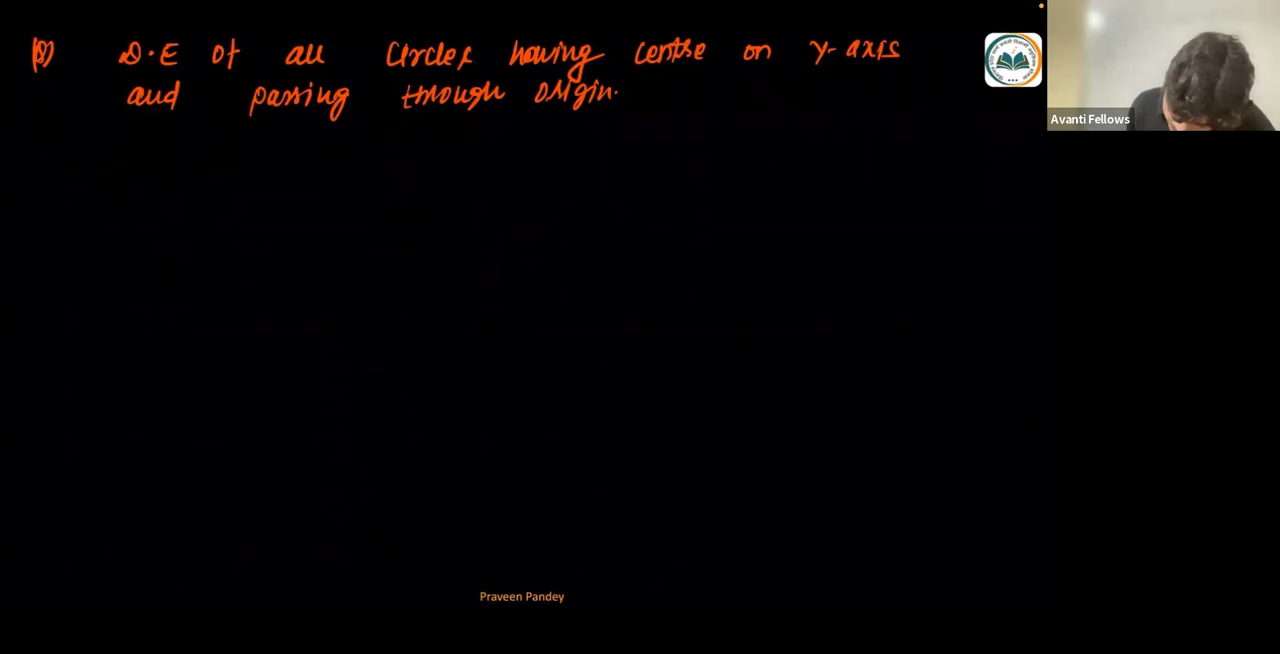 Q) D.E of all circles having centre on y-axis
and passing through origin.
Avanti Fellows
Praveen Pandey